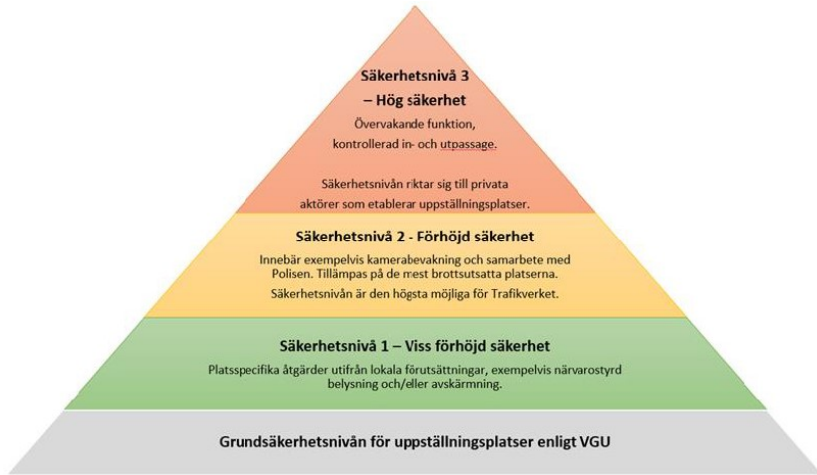 Säkerhetsnivå 3
– Hög säkerhet
Övervakande funktion,
kontrollerad in- och utpassage.
Säkerhetsnivån riktar sig till privata
aktörer som etablerar uppställningsplatser.
Säkerhetsnivå 2 - Förhöjd säkerhet
Innebär exempelvis kamerabevakning och samarbete med
Polisen. Tillämpas på de mest brottsutsatta platserna.
Säkerhetsnivån är den högsta möjliga för Trafikverket.
Säkerhetsnivå 1 – Viss förhöjd säkerhet
Platsspecifika åtgärder utifrån lokala förutsättningar, exempelvis närvarostyrd
belysning och/eller avskärmning.
Grundsäkerhetsnivån för uppställningsplatser enligt VGU